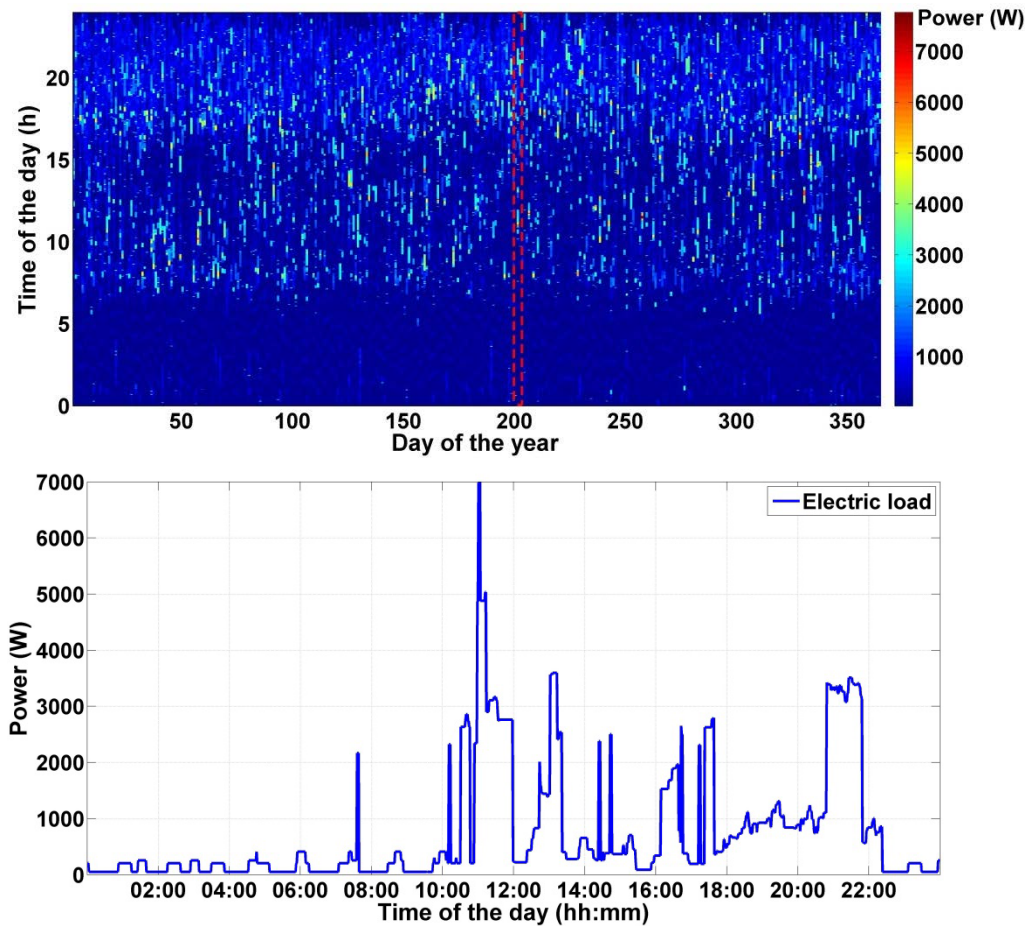 Power (W)
7000
6000
5000
4000
3000
2000
1000
Time of the day (h)
20
15
10
5
0
50 100 150 200 250 300 350
Day of the year
Electric load
Power (W)
7000
6000
5000
4000
3000
2000
1000
0
02:00 04:00 06:00 08:00 10:00 12:00 14:00 16:00 18:00 20:00 22:00
Time of the day (hh:mm)